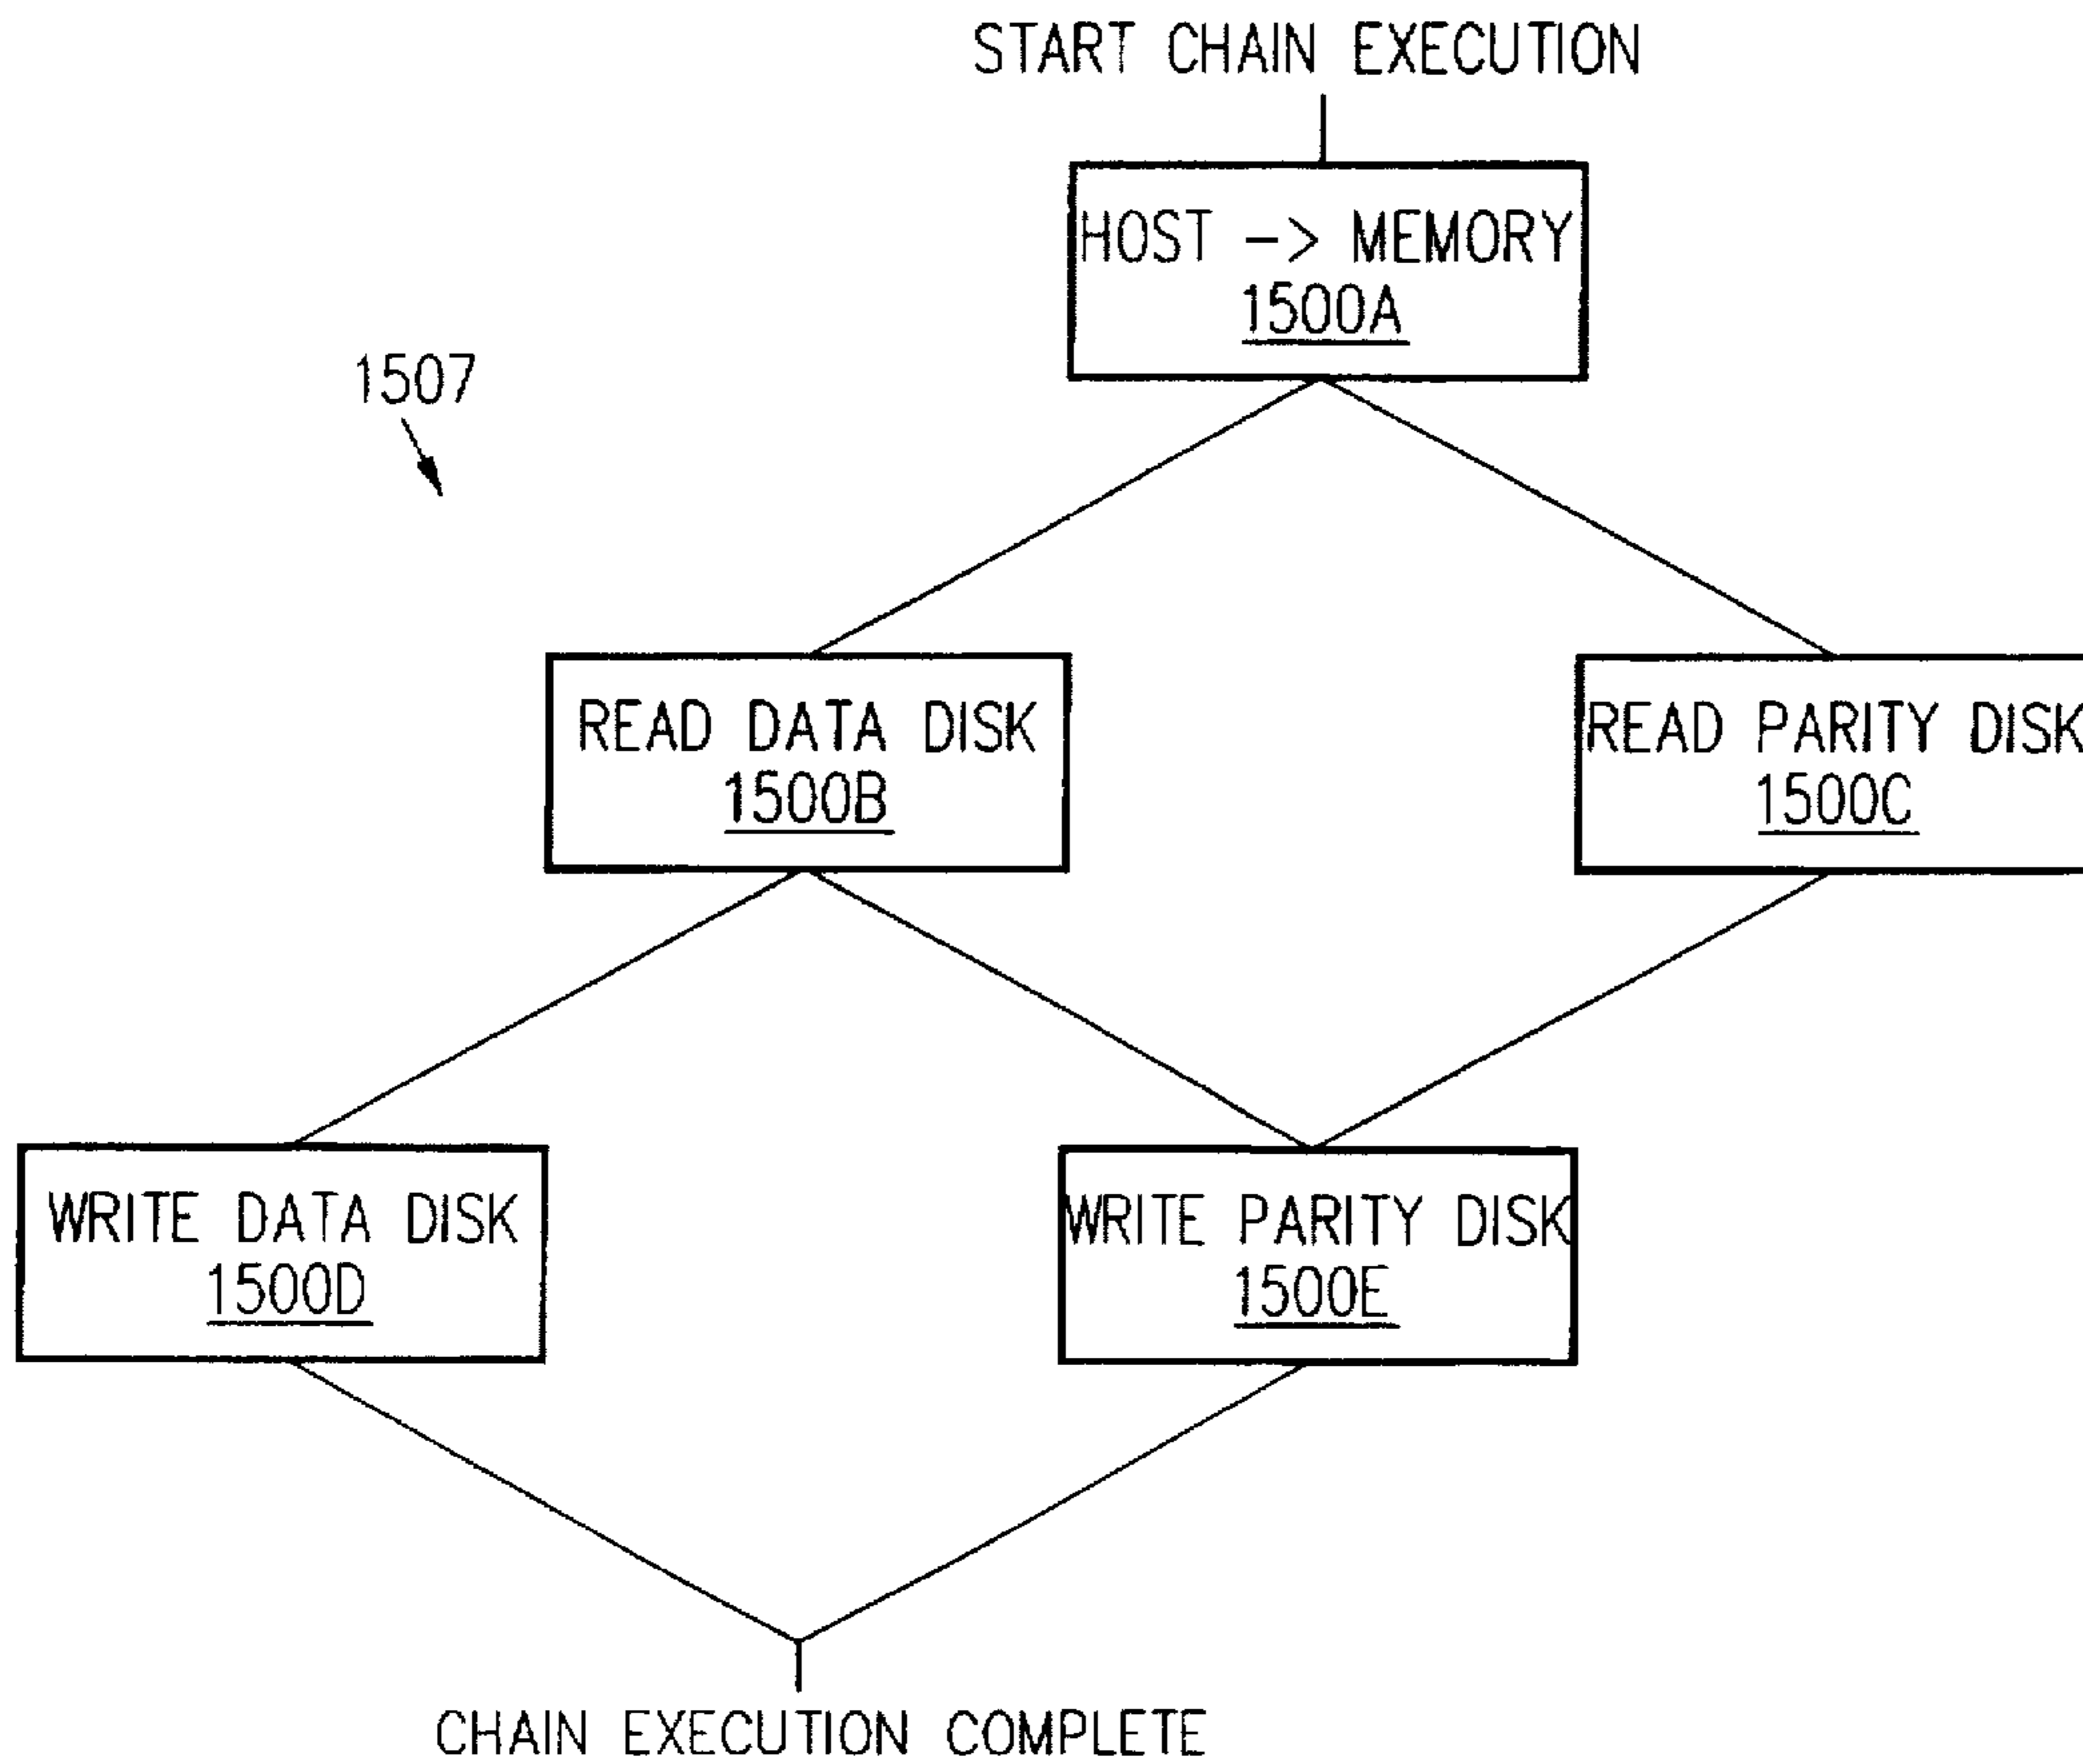 START CHAIN EXECUTION
HOST -> MEMORY
1500A
1507
READ DATA DISK
1500B
READ PARITY DISK
1500C
WRITE DATA DISK
1500D
WRITE PARITY DISK
1500E
CHAIN EXECUTION COMPLETE